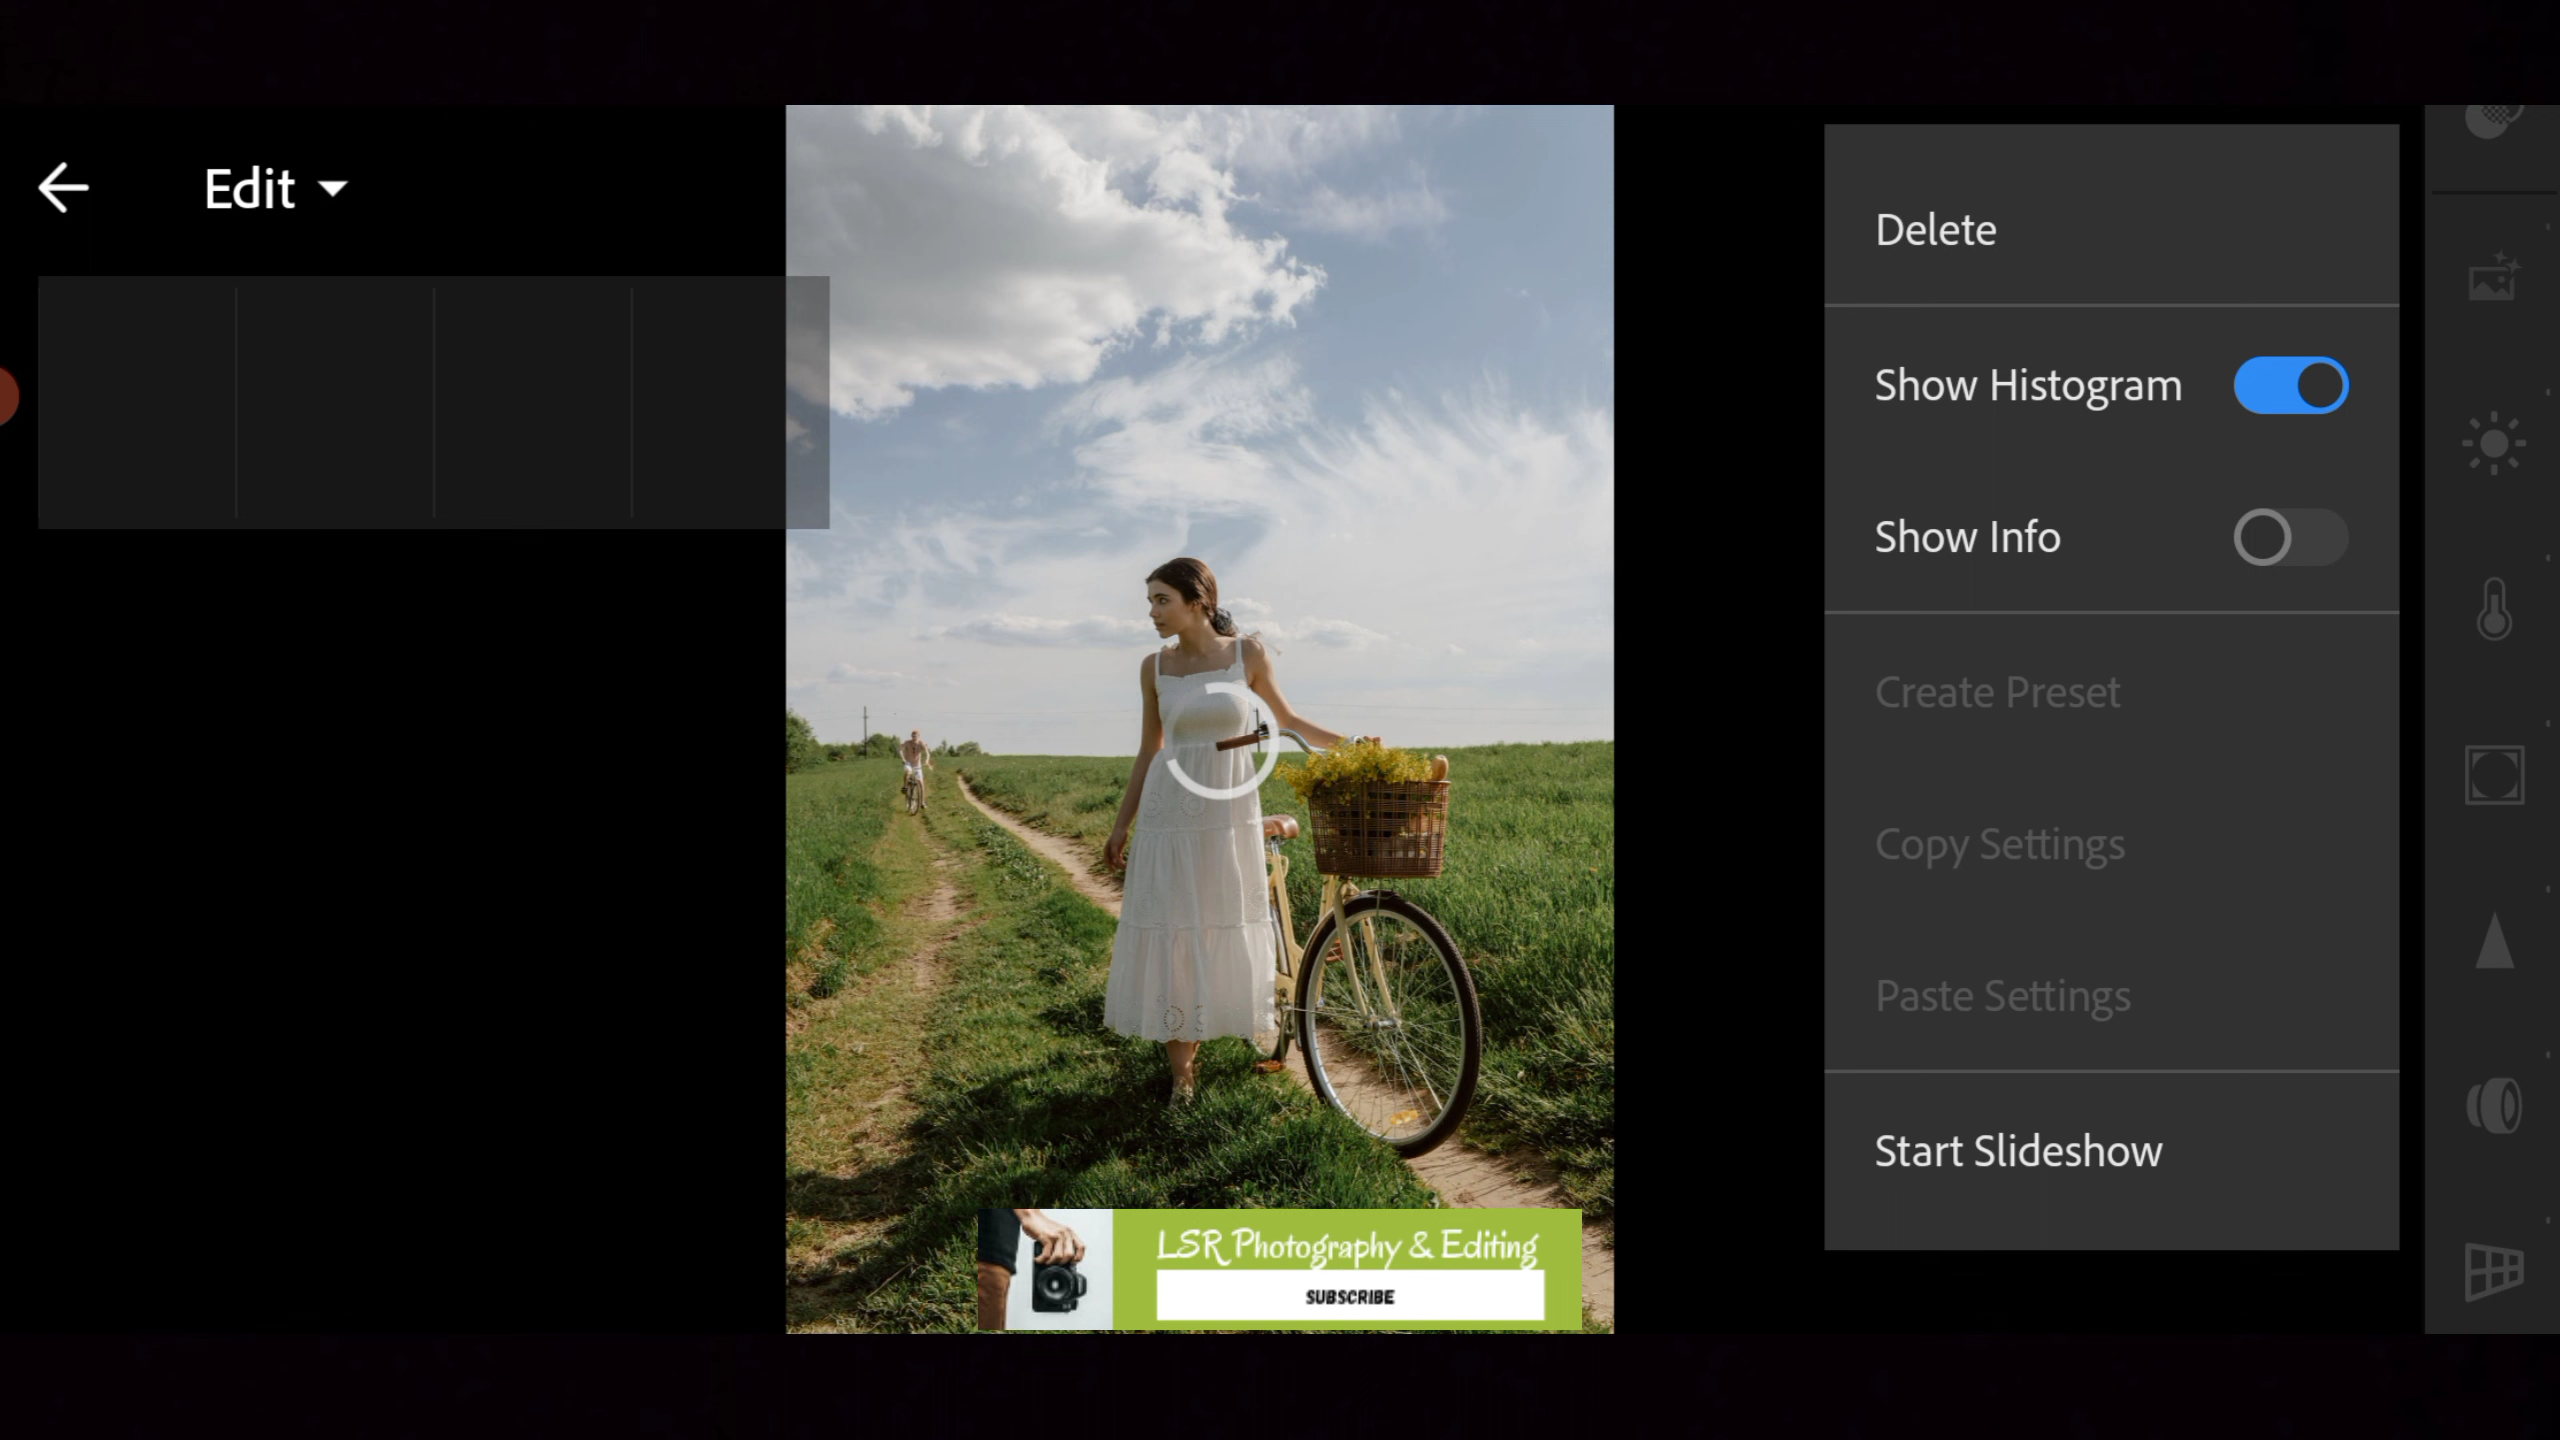 Edit
Delete
Show Histogram
Show Info
Create Preset
Copy Settings
Paste Settings
Start Slideshow
LSR Photography & Editing
SUBSCRIBE